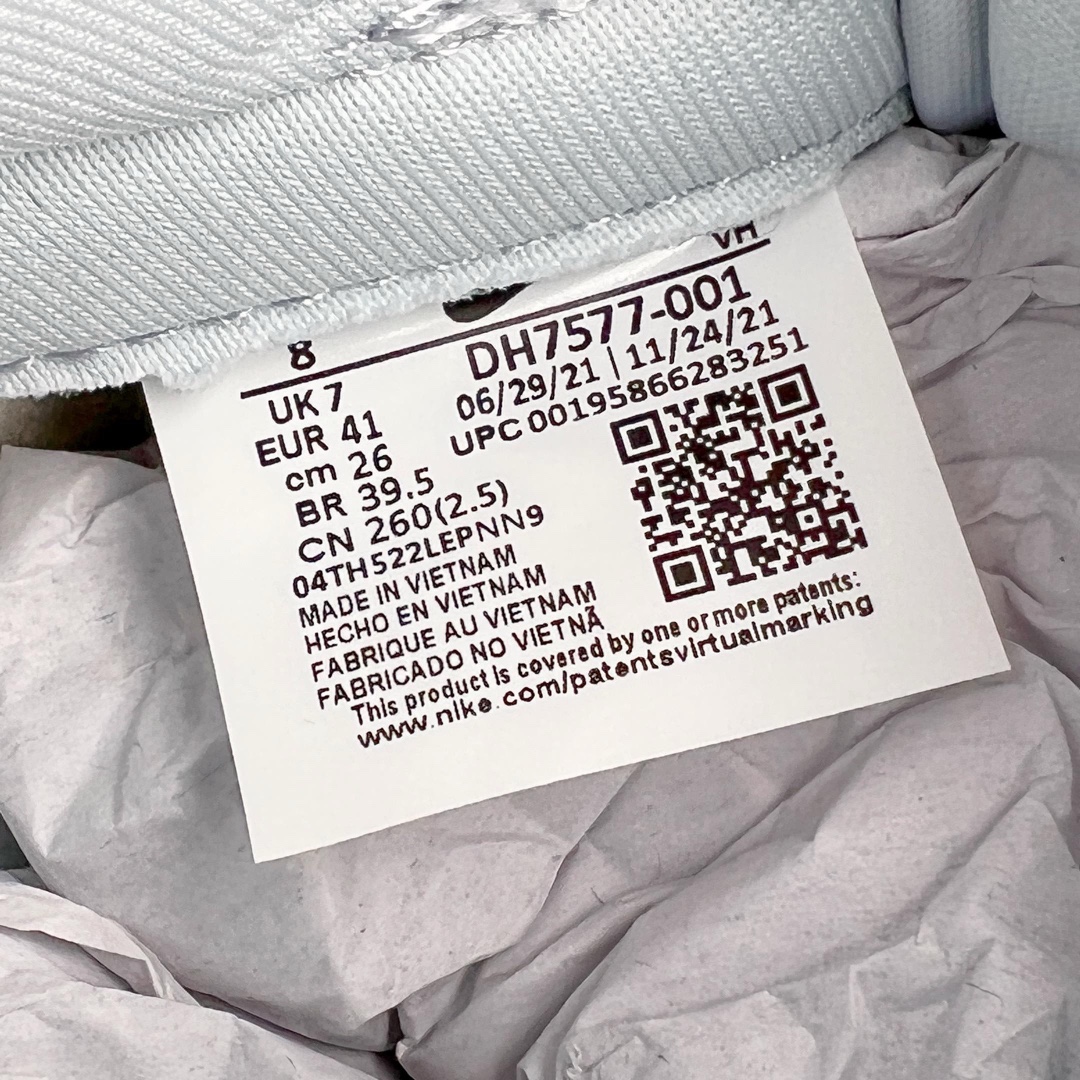 VH
8
DH7577-001
UK 7
06/29/21 | 11/24/21
EUR 41
UPC 00195866283251
cm 26
BR 39.5
CN 260(2.5)
04TH522LEPNN9
MADE IN VIETNAM
HECHO EN VIETNAM
FABRIQUE AU VIETNAM
FABRICADO NO VIETNÃ
This product is covered by one or more patents:
www.nike.com/patentsvirtualmarking